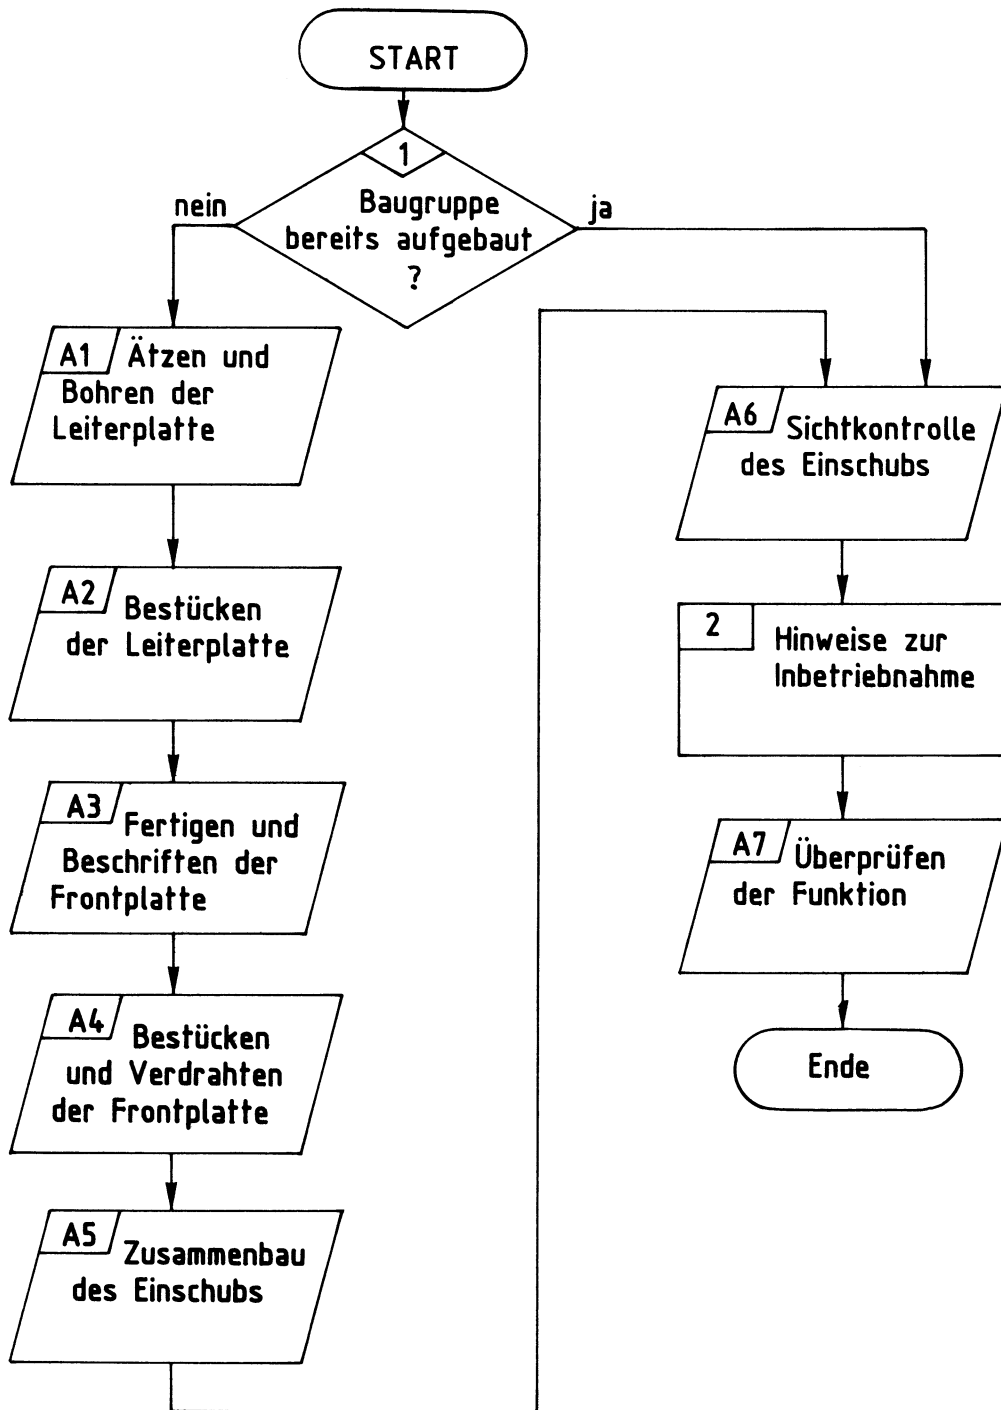 START
1
Baugruppe
bereits aufgebaut
?
nein
ja
A1 Ätzen und
Bohren der
Leiterplatte
A2 Bestücken
der Leiterplatte
A3 Fertigen und
Beschriften der
Frontplatte
A4 Bestücken
und Verdrahten
der Frontplatte
A5 Zusammenbau
des Einschubs
A6 Sichtkontrolle
des Einschubs
2 Hinweise zur
Inbetriebnahme
A7 Überprüfen
der Funktion
Ende